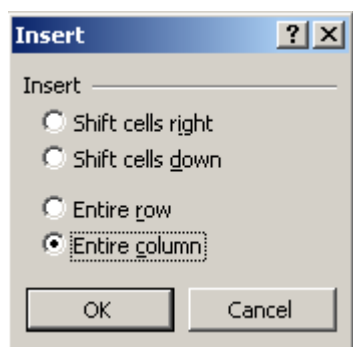 Insert
Insert
Shift cells right
Shift cells down
Entire row
Entire column
OK Cancel